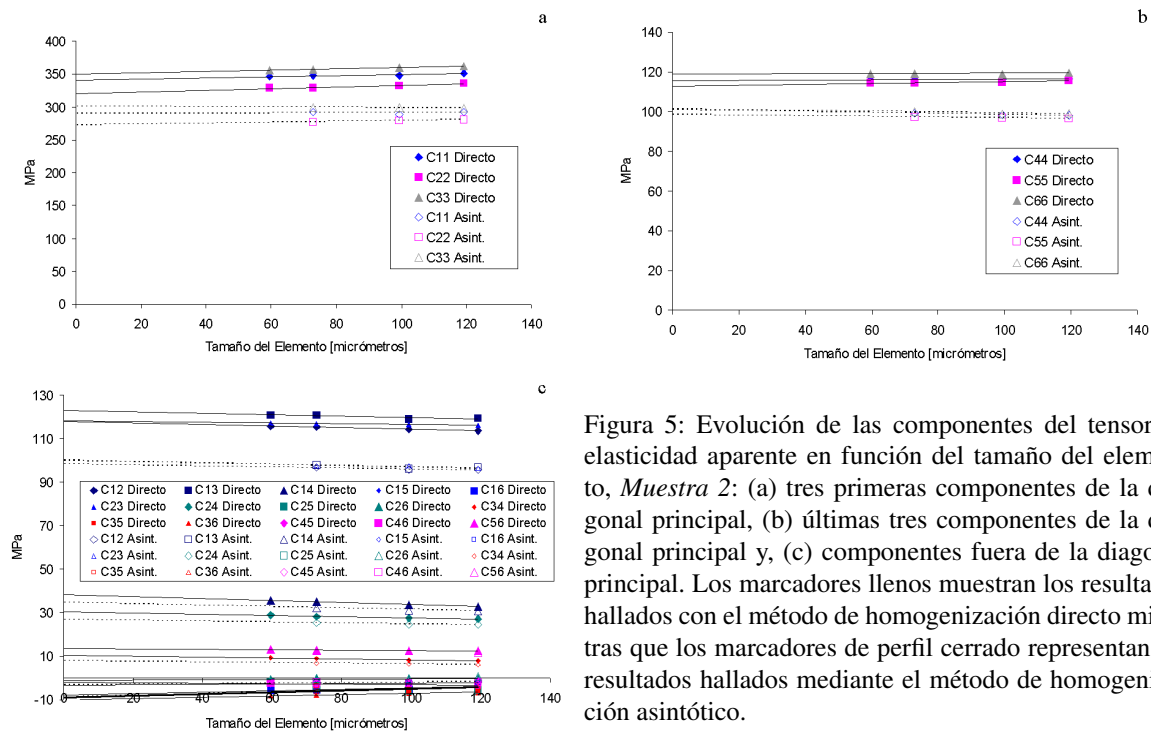 a
400
350
300
250
200
150
100
50
0
MPa
C11 Directo
C22 Directo
C33 Directo
C11 Asint.
C22 Asint.
C33 Asint.
0 20 40 60 80 100 120 140
Tamaño del Elemento [micrómetros]
b
140
120
100
80
60
40
20
0
MPa
C44 Directo
C55 Directo
C66 Directo
C44 Asint.
C55 Asint.
C66 Asint.
0 20 40 60 80 100 120 140
Tamaño del Elemento [micrómetros]
c
130
110
90
70
50
30
10
-10
MPa
C12 Directo C13 Directo C14 Directo C15 Directo C16 Directo
C23 Directo C24 Directo C25 Directo C26 Directo C34 Directo
C35 Directo C36 Directo C45 Directo C46 Directo C56 Directo
C12 Asint. C13 Asint. C14 Asint. C15 Asint. C16 Asint.
C23 Asint. C24 Asint. C25 Asint. C26 Asint. C34 Asint.
C35 Asint. C36 Asint. C45 Asint. C46 Asint. C56 Asint.
0 20 40 60 80 100 120 140
Tamaño del Elemento [micrómetros]
Figura 5: Evolución de las componentes del tensor
elasticidad aparente en función del tamaño del elem
to, Muestra 2: (a) tres primeras componentes de la d
gonal principal, (b) últimas tres componentes de la d
gonal principal y, (c) componentes fuera de la diago
principal. Los marcadores llenos muestran los resulta
hallados con el método de homogenización directo mi
tras que los marcadores de perfil cerrado representan
resultados hallados mediante el método de homogeni
ción asintótico.